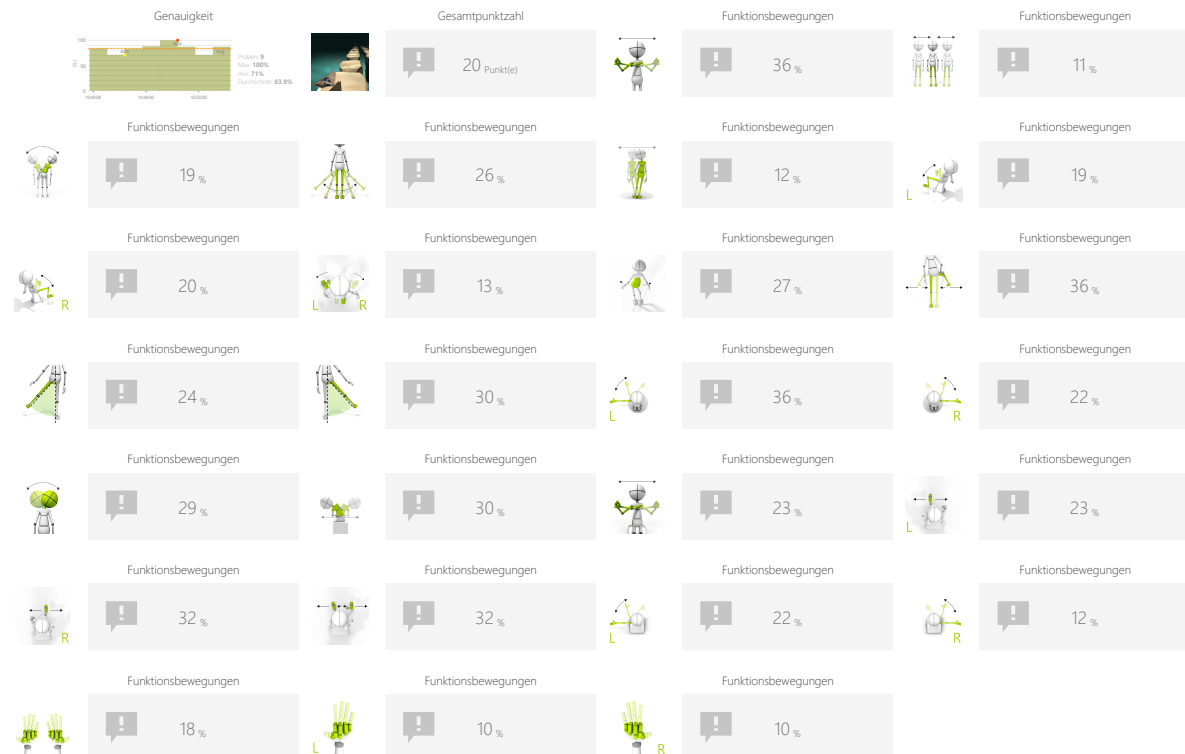 Genauigkeit
Gesamtpunktzahl
Funktionsbewegungen
Funktionsbewegungen
100
50
0
[%]
Proben: 9
Max: 100%
min: 71%
Durchschnitt: 83.9%
20 Punkt(e)
36 %
11 %
Funktionsbewegungen
Funktionsbewegungen
Funktionsbewegungen
Funktionsbewegungen
19 %
26 %
12 %
L
19 %
Funktionsbewegungen
Funktionsbewegungen
Funktionsbewegungen
Funktionsbewegungen
R
20 %
L R
13 %
27 %
36 %
Funktionsbewegungen
Funktionsbewegungen
Funktionsbewegungen
Funktionsbewegungen
24 %
30 %
L
36 %
R
22 %
Funktionsbewegungen
Funktionsbewegungen
Funktionsbewegungen
Funktionsbewegungen
29 %
30 %
23 %
L
23 %
Funktionsbewegungen
Funktionsbewegungen
Funktionsbewegungen
Funktionsbewegungen
R
32 %
32 %
L
22 %
R
12 %
Funktionsbewegungen
Funktionsbewegungen
Funktionsbewegungen
18 %
L
10 %
R
10 %